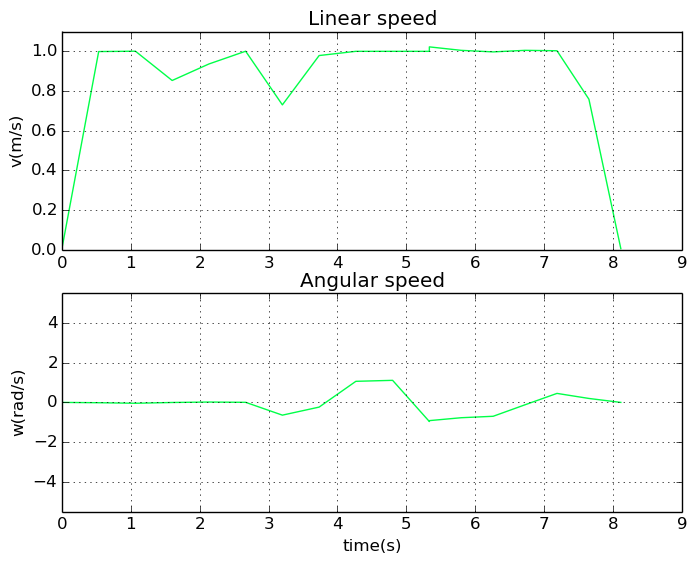 Linear speed
1.0
0.8
0.6
0.4
0.2
0.0
v(m/s)
0 1 2 3 4 5 6 7 8 9
Angular speed
4
2
0
−2
−4
w(rad/s)
0 1 2 3 4 5 6 7 8 9
time(s)